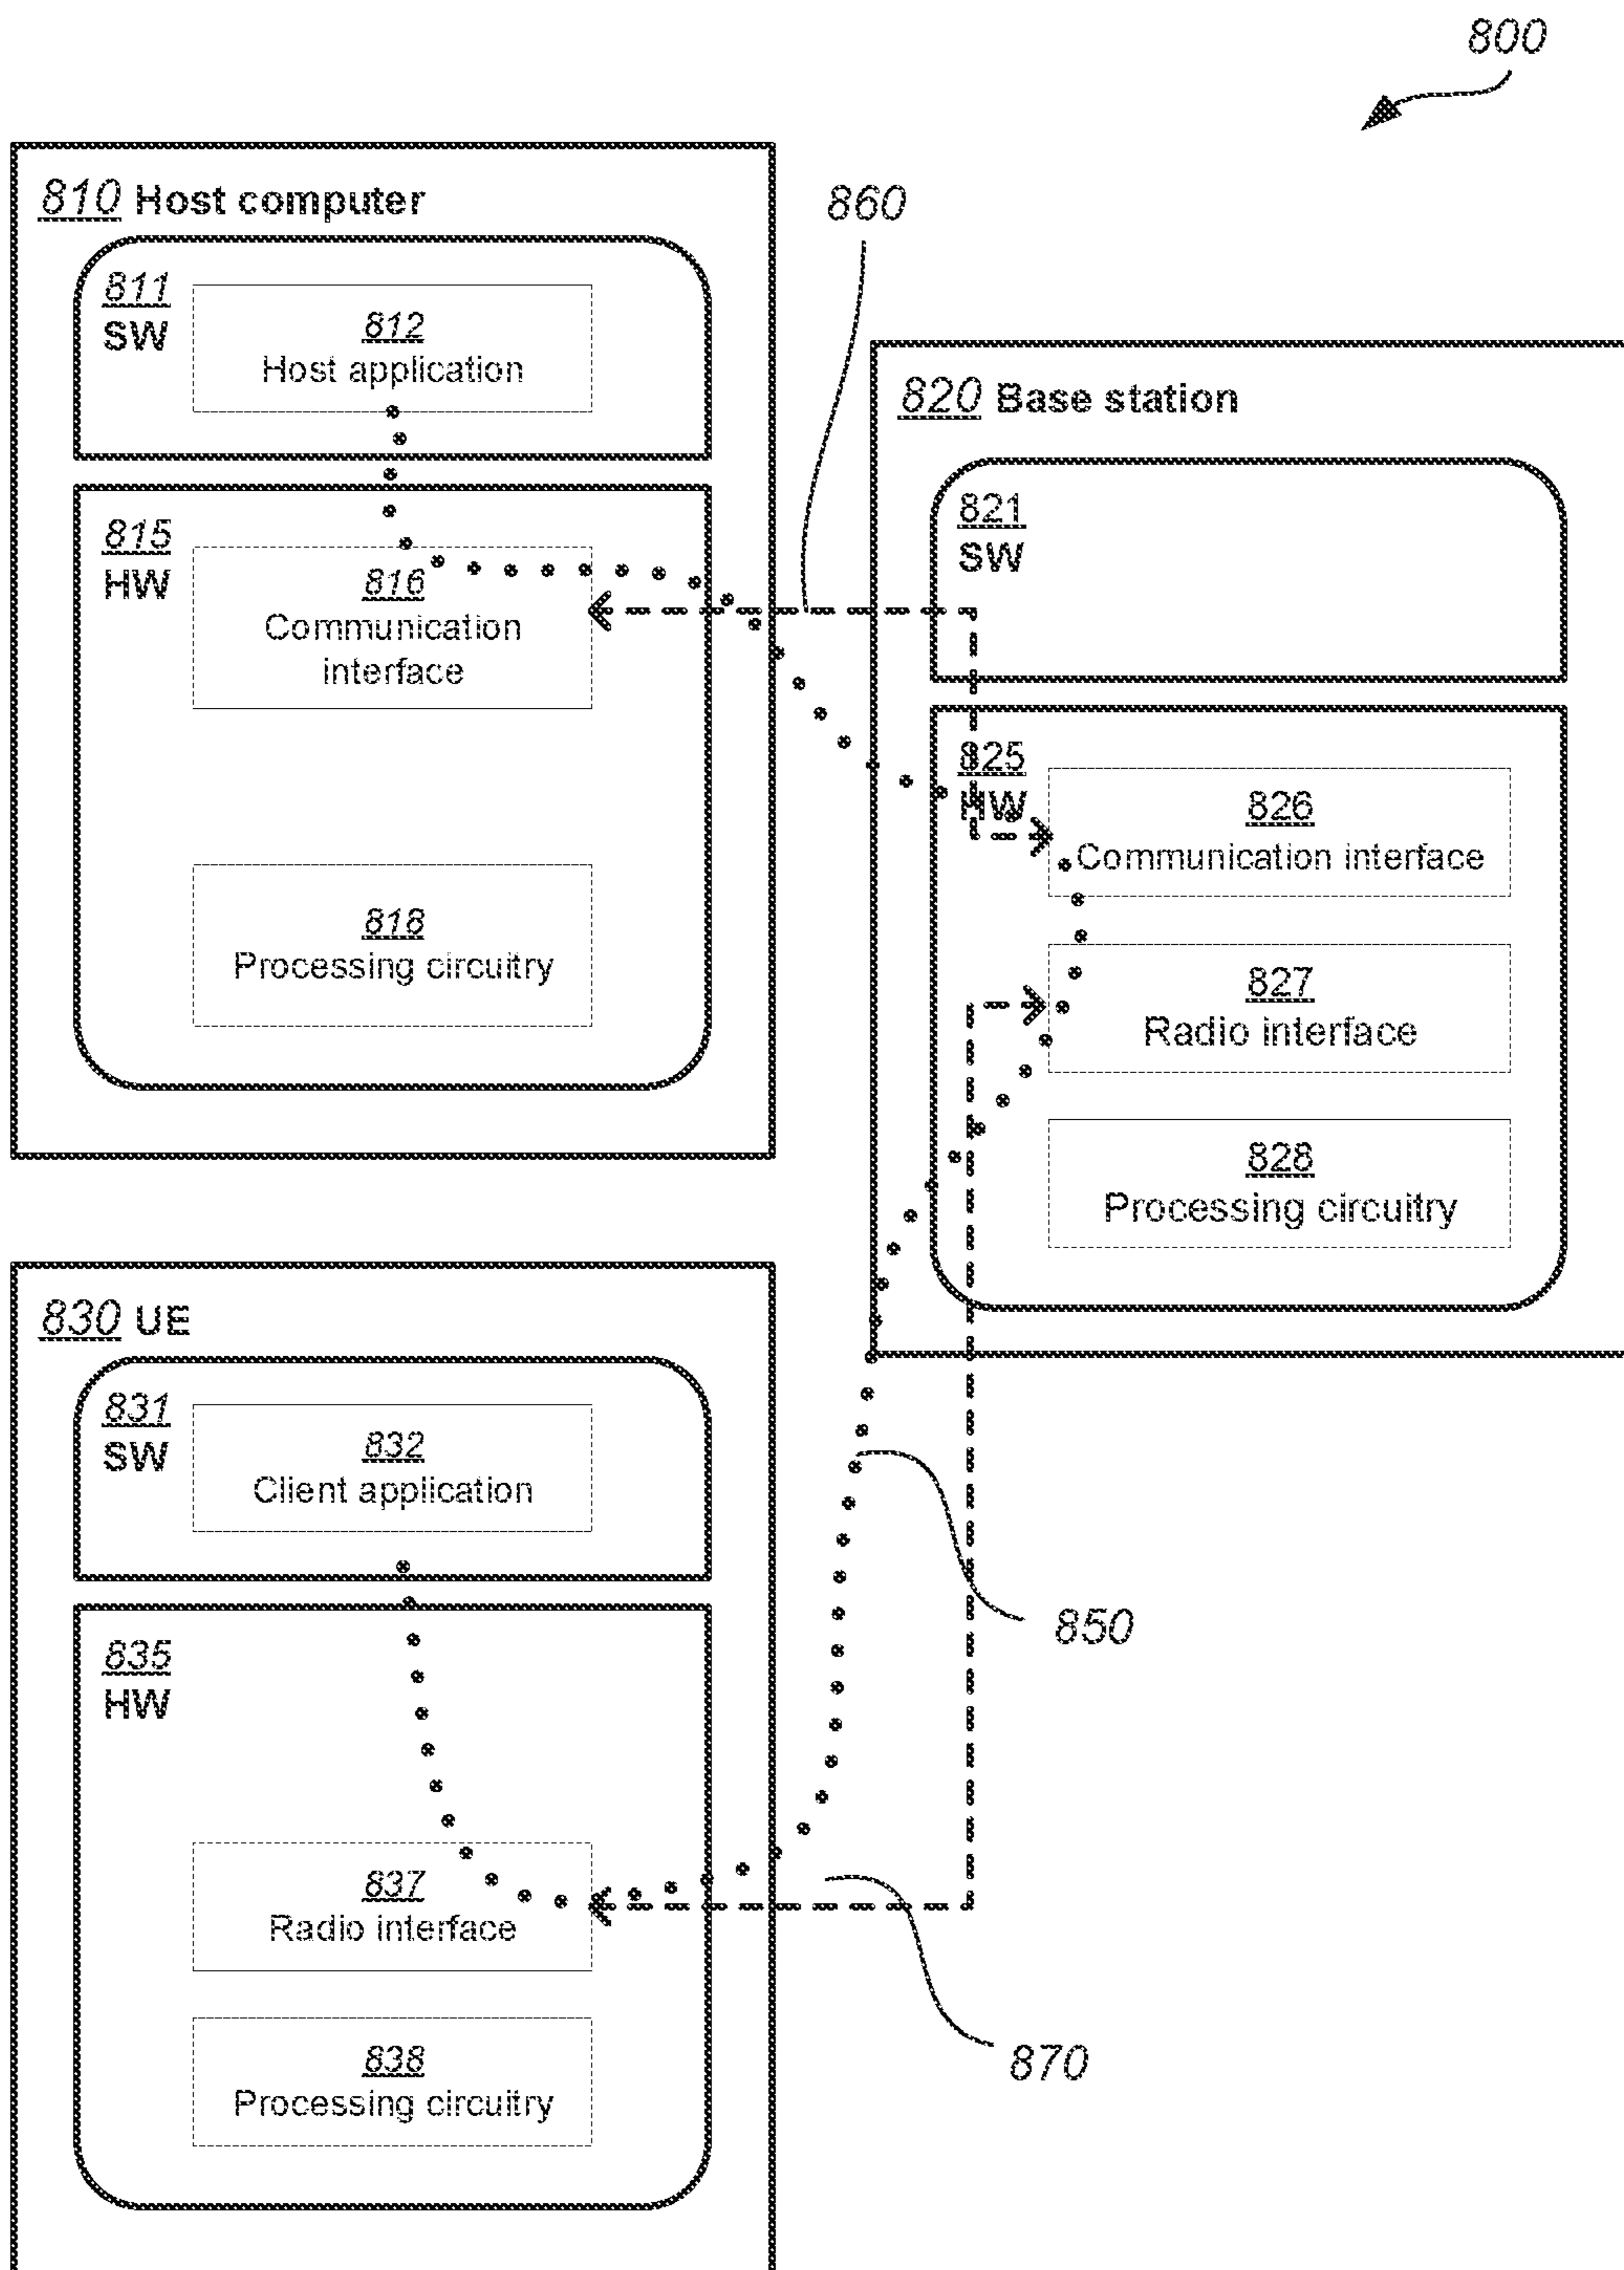 800
810 Host computer
860
811
SW
812
Host application
820 Base station
815
HW
816
Communication
interface
821
SW
825
HW
826
Communication interface
818
Processing circuitry
827
Radio interface
828
Processing circuitry
830 UE
831
SW
832
Client application
850
835
HW
837
Radio interface
870
838
Processing circuitry